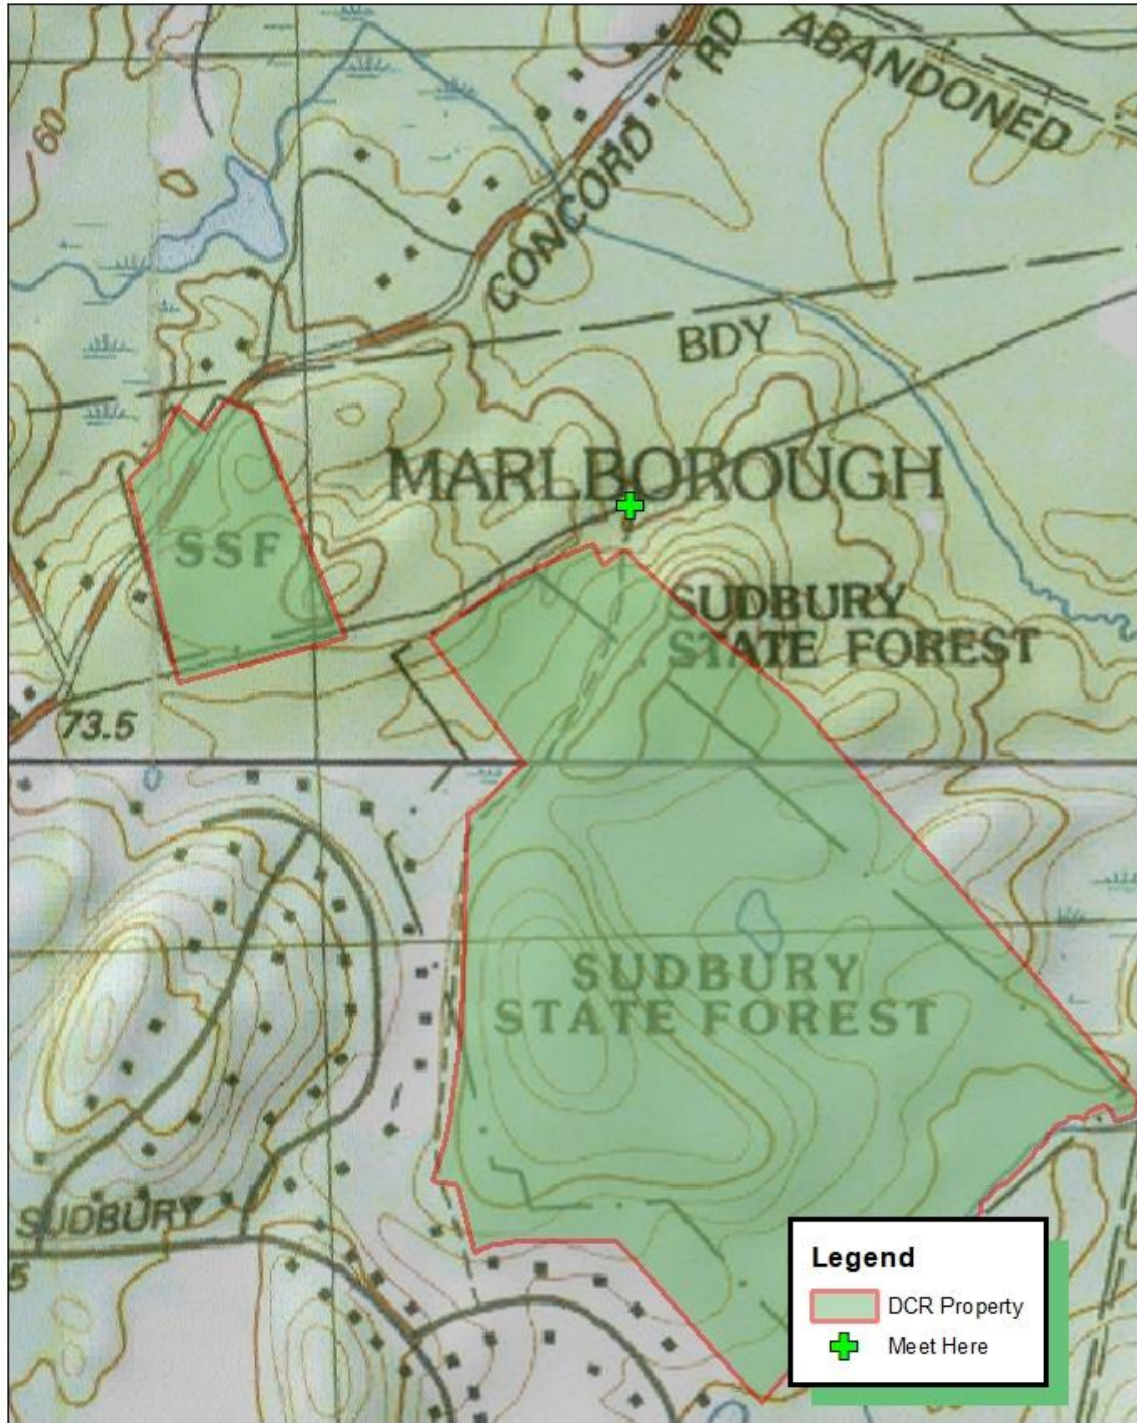 60
CONCORD RD
ABANDONED
BDY
MARLBOROUGH
SSF
SUDBURY
STATE FOREST
73.5
SUDBURY
STATE FOREST
SUDBURY
5
Legend
DCR Property
Meet Here